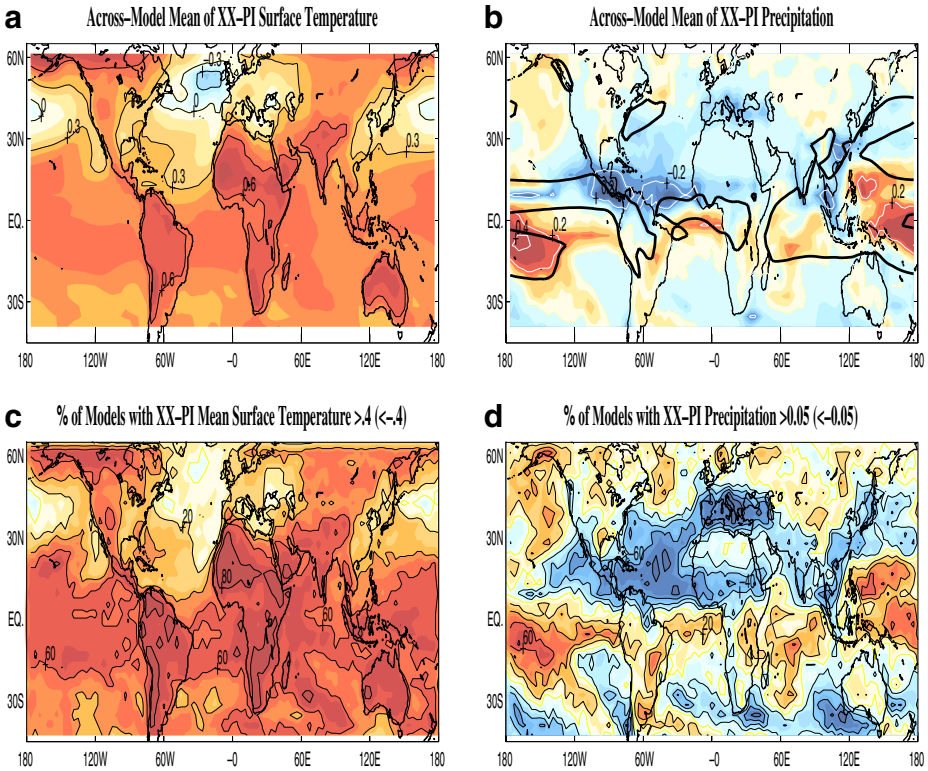 a
Across–Model Mean of XX–PI Surface Temperature
60N
30N
EQ.
30S
180 120W 60W –0 60E 120E 180
–0.3
0
0
0.3
0.3
0.3
0.6
0.6
b
Across–Model Mean of XX–PI Precipitation
60N
30N
EQ.
30S
180 120W 60W –0 60E 120E 180
–0.2
0.2
0.2
0.4
c
% of Models with XX–PI Mean Surface Temperature >.4 (<–.4)
60N
30N
EQ.
30S
180 120W 60W –0 60E 120E 180
20
80
60
60
60
d
% of Models with XX–PI Precipitation >0.05 (<–0.05)
60N
30N
EQ.
30S
180 120W 60W –0 60E 120E 180
–60
20
60